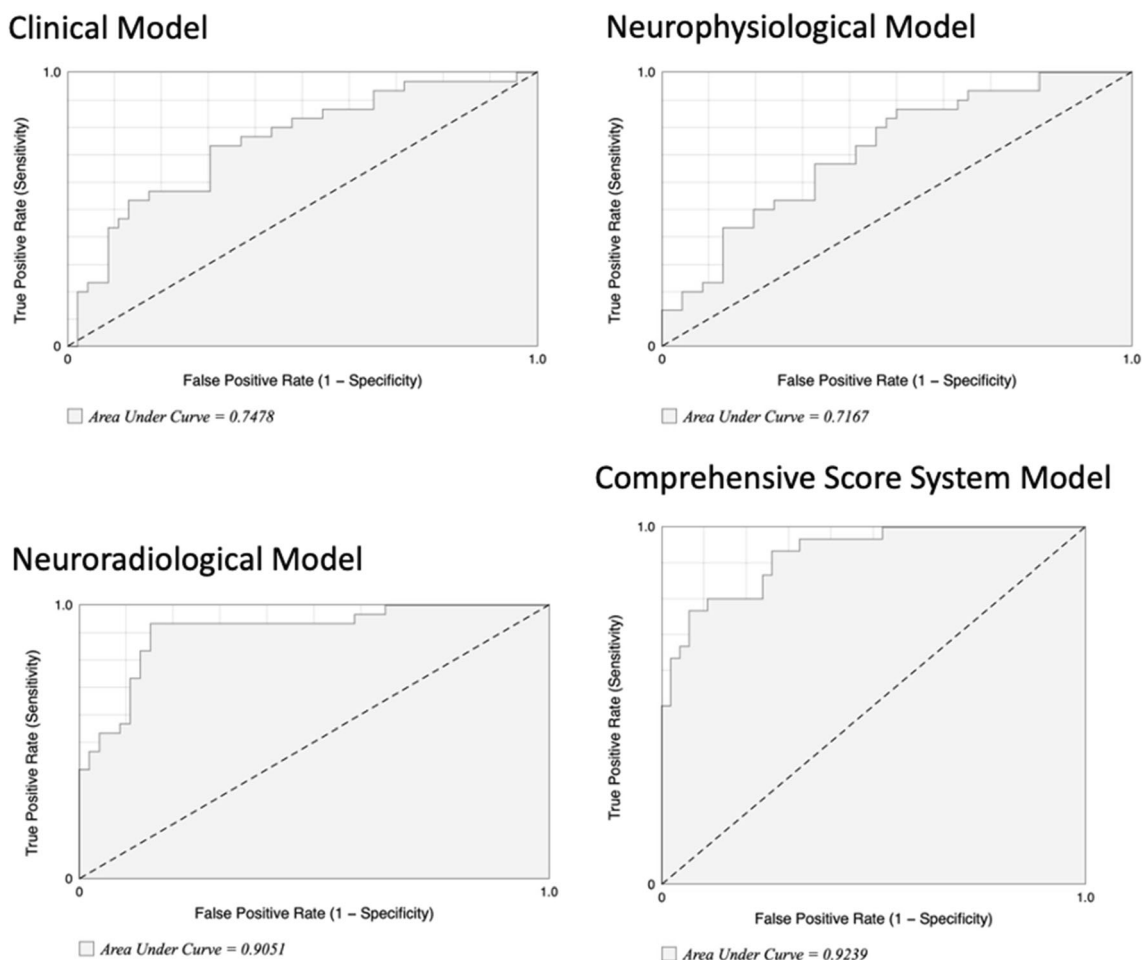 Clinical Model
1.0
True Positive Rate (Sensitivity)
0
0
1.0
False Positive Rate (1 – Specificity)
Area Under Curve = 0.7478
Neurophysiological Model
1.0
True Positive Rate (Sensitivity)
0
0
1.0
False Positive Rate (1 – Specificity)
Area Under Curve = 0.7167
Neuroradiological Model
1.0
True Positive Rate (Sensitivity)
0
0
1.0
False Positive Rate (1 – Specificity)
Area Under Curve = 0.9051
Comprehensive Score System Model
1.0
True Positive Rate (Sensitivity)
0
0
1.0
False Positive Rate (1 – Specificity)
Area Under Curve = 0.9239